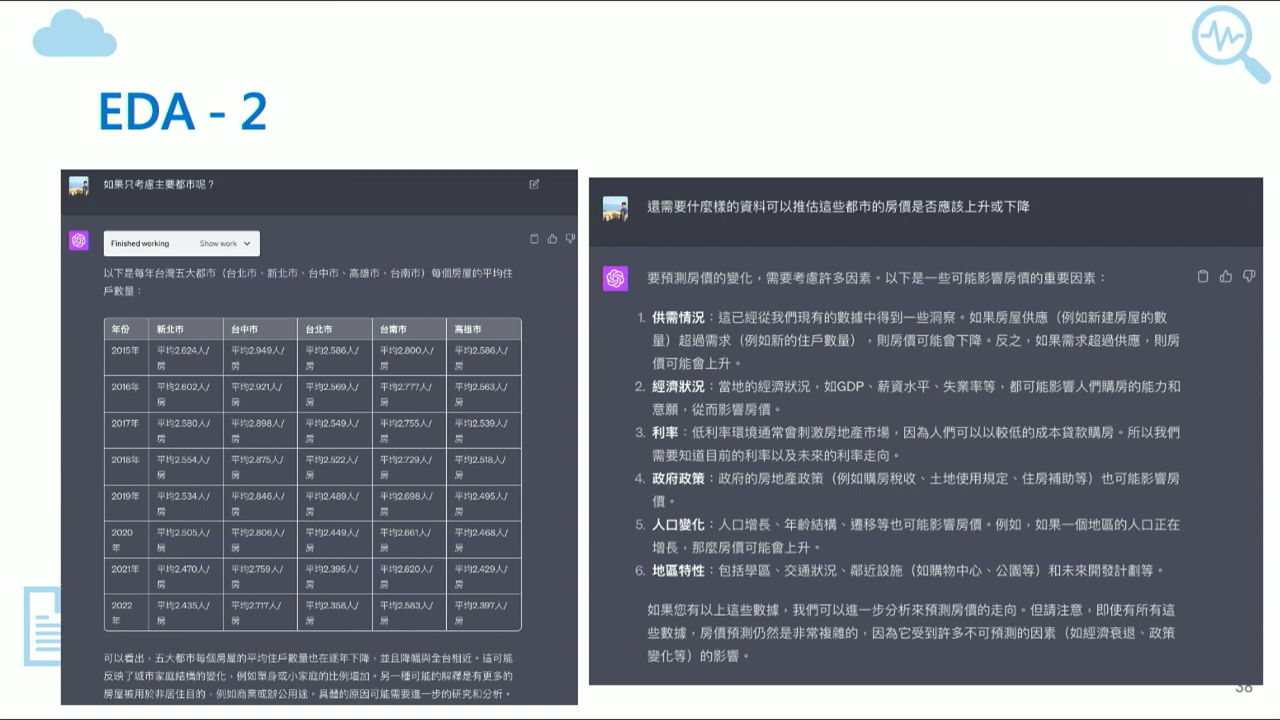 EDA - 2
如果只考慮主要都市呢？
Finished working Show work
以下是每年台灣五大都市（台北市、新北市、台中市、高雄市、台南市）每個房屋的平均住
戶數量：
年份 新北市 台中市 台北市 台南市 高雄市
2015年 平均2.624人/房 平均2.949人/房 平均2.586人/房 平均2.800人/房 平均2.586人/房
2016年 平均2.602人/房 平均2.921人/房 平均2.569人/房 平均2.777人/房 平均2.563人/房
2017年 平均2.580人/房 平均2.898人/房 平均2.549人/房 平均2.755人/房 平均2.539人/房
2018年 平均2.554人/房 平均2.875人/房 平均2.522人/房 平均2.729人/房 平均2.518人/房
2019年 平均2.534人/房 平均2.846人/房 平均2.489人/房 平均2.698人/房 平均2.495人/房
2020年 平均2.505人/房 平均2.806人/房 平均2.449人/房 平均2.661人/房 平均2.468人/房
2021年 平均2.470人/房 平均2.759人/房 平均2.395人/房 平均2.620人/房 平均2.429人/房
2022年 平均2.435人/房 平均2.717人/房 平均2.358人/房 平均2.583人/房 平均2.397人/房
可以看出，五大都市每個房屋的平均住戶數量也在逐年下降，並且降幅與全台相近。這可能
反映了城市家庭結構的變化，例如單身或小家庭的比例增加。另一種可能的解釋是有更多的
房屋被用於非居住目的，例如商業或辦公用途。具體的原因可能需要進一步的研究和分析。
還需要什麼樣的資料可以推估這些都市的房價是否應該上升或下降
要預測房價的變化，需要考慮許多因素。以下是一些可能影響房價的重要因素：
1. 供需情況：這已經從我們現有的數據中得到一些洞察。如果房屋供應（例如新建房屋的數
量）超過需求（例如新的住戶數量），則房價可能會下降。反之，如果需求超過供應，則房
價可能會上升。
2. 經濟狀況：當地的經濟狀況，如GDP、薪資水平、失業率等，都可能影響人們購房的能力和
意願，從而影響房價。
3. 利率：低利率環境通常會刺激房地產市場，因為人們可以以較低的成本貸款購房。所以我們
需要知道目前的利率以及未來的利率走向。
4. 政府政策：政府的房地產政策（例如購房稅收、土地使用規定、住房補助等）也可能影響房
價。
5. 人口變化：人口增長、年齡結構、遷移等也可能影響房價。例如，如果一個地區的人口正在
增長，那麼房價可能會上升。
6. 地區特性：包括學區、交通狀況、鄰近設施（如購物中心、公園等）和未來開發計劃等。
如果您有以上這些數據，我們可以進一步分析來預測房價的走向。但請注意，即使有所有這
些數據，房價預測仍然是非常複雜的，因為它受到許多不可預測的因素（如經濟衰退、政策
變化等）的影響。
38